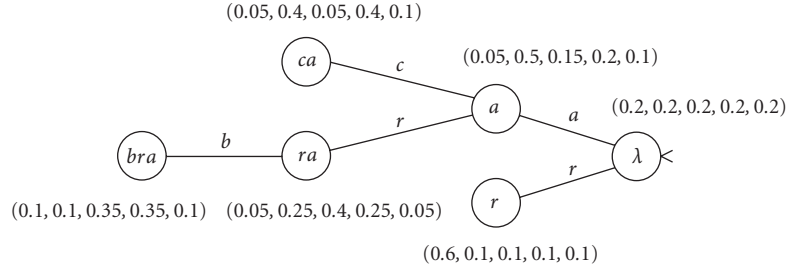 (0.05, 0.4, 0.05, 0.4, 0.1)
ca
c
(0.05, 0.5, 0.15, 0.2, 0.1)
a
a
(0.2, 0.2, 0.2, 0.2, 0.2)
r
b
bra
ra
λ
r
r
(0.1, 0.1, 0.35, 0.35, 0.1)
(0.05, 0.25, 0.4, 0.25, 0.05)
(0.6, 0.1, 0.1, 0.1, 0.1)